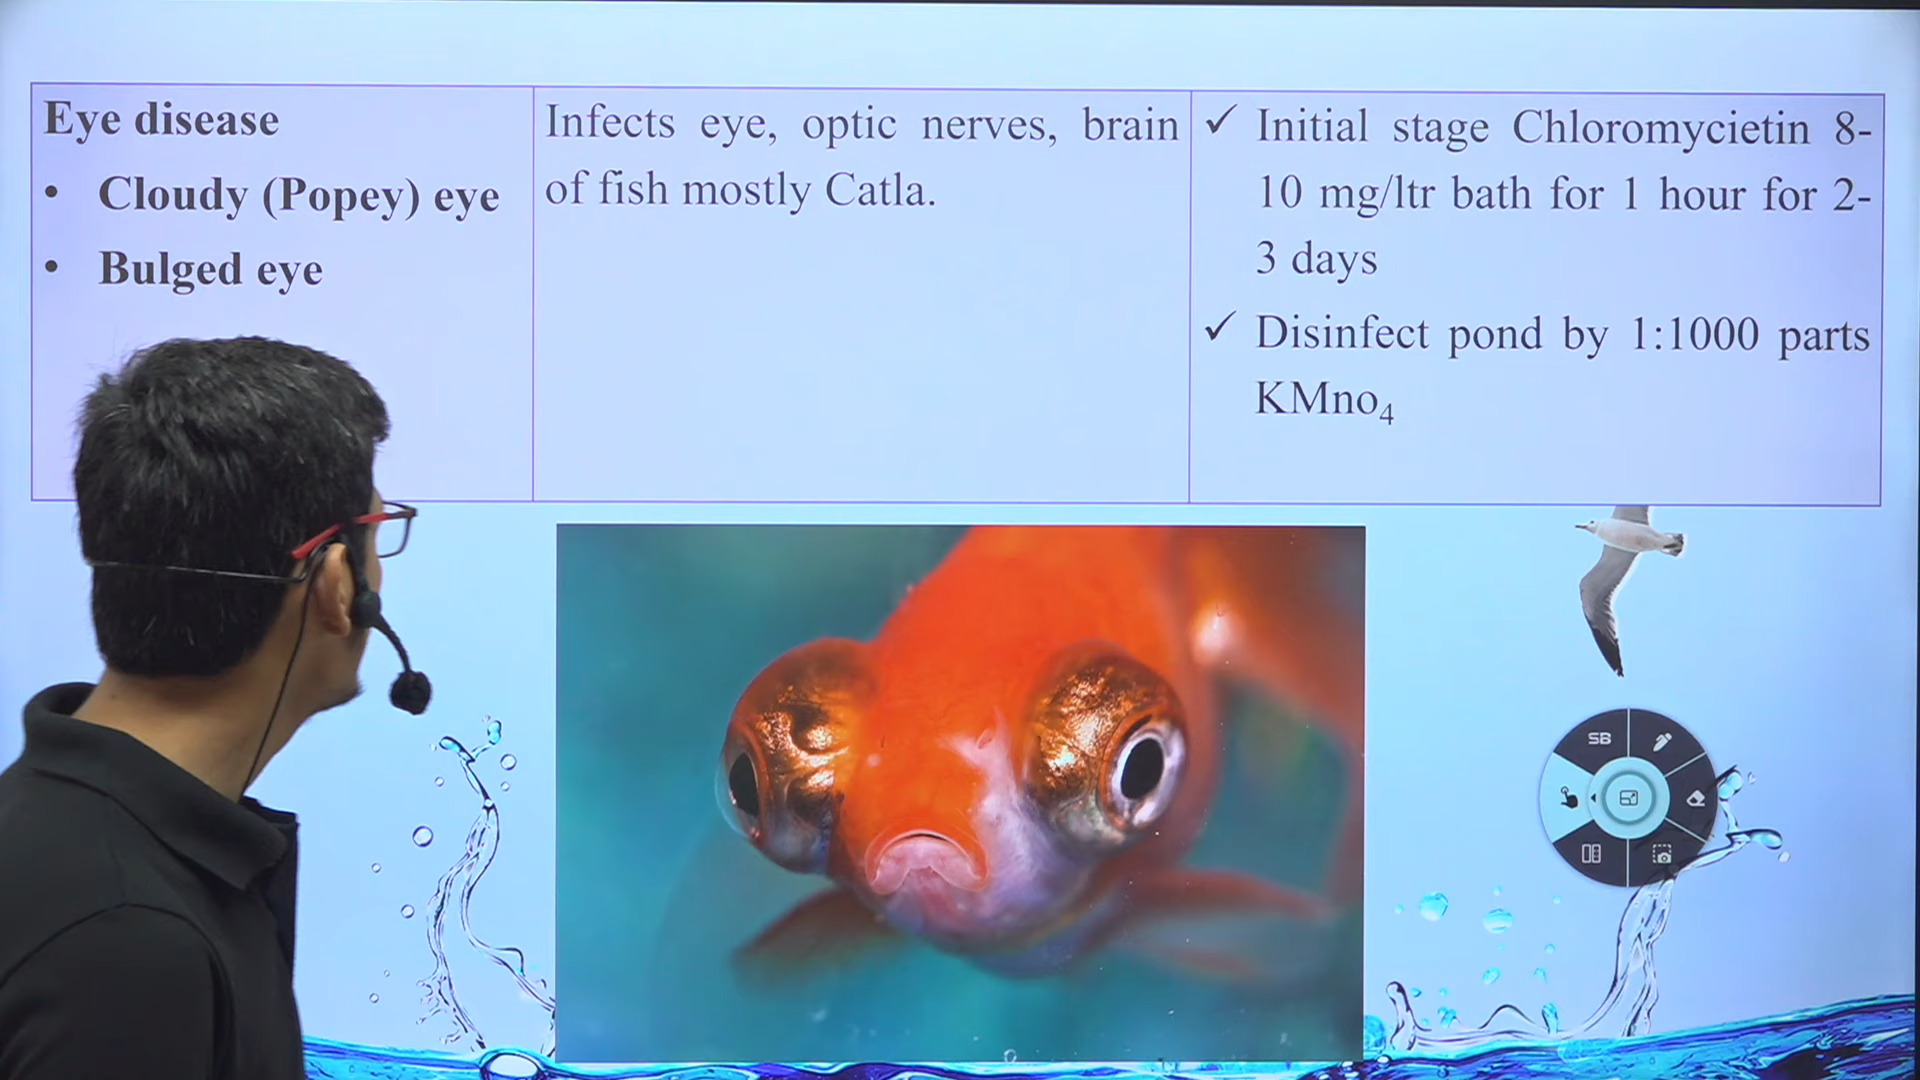 Eye disease
• Cloudy (Popey) eye
• Bulged eye
Infects eye, optic nerves, brain
of fish mostly Catla.
✓ Initial stage Chloromycietin 8-
10 mg/ltr bath for 1 hour for 2-
3 days
✓ Disinfect pond by 1:1000 parts
KMno₄
SB